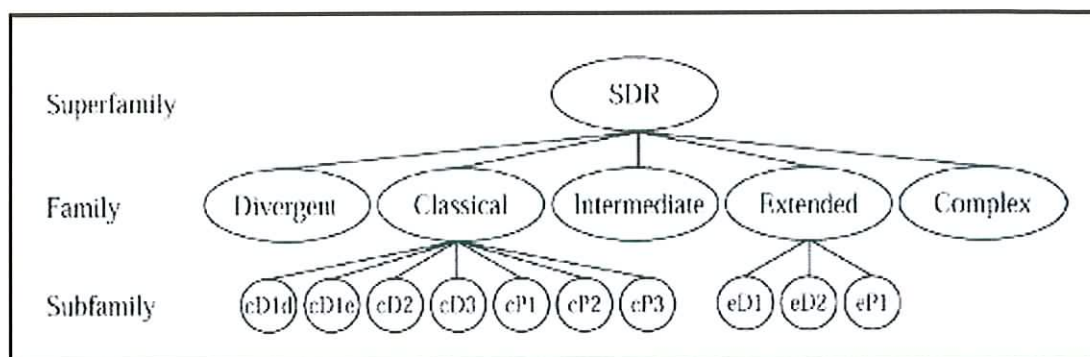 Superfamily SDR
Family Divergent Classical Intermediate Extended Complex
Subfamily cD1d cD1e cD2 cD3 cP1 cP2 cP3 eD1 eD2 eP1